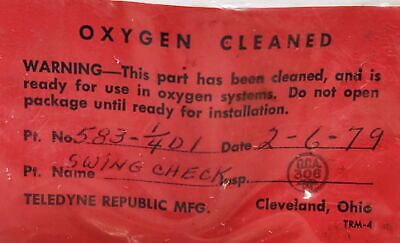 OXYGEN CLEANED
WARNING—This part has been cleaned, and is
ready for use in oxygen systems. Do not open
package until ready for installation.
Pt. No. 583-1/4D1 Date 2-6-79
Pt. Name SWING CHECK Insp. 306
TELEDYNE REPUBLIC MFG. Cleveland, Ohio
TRM-4